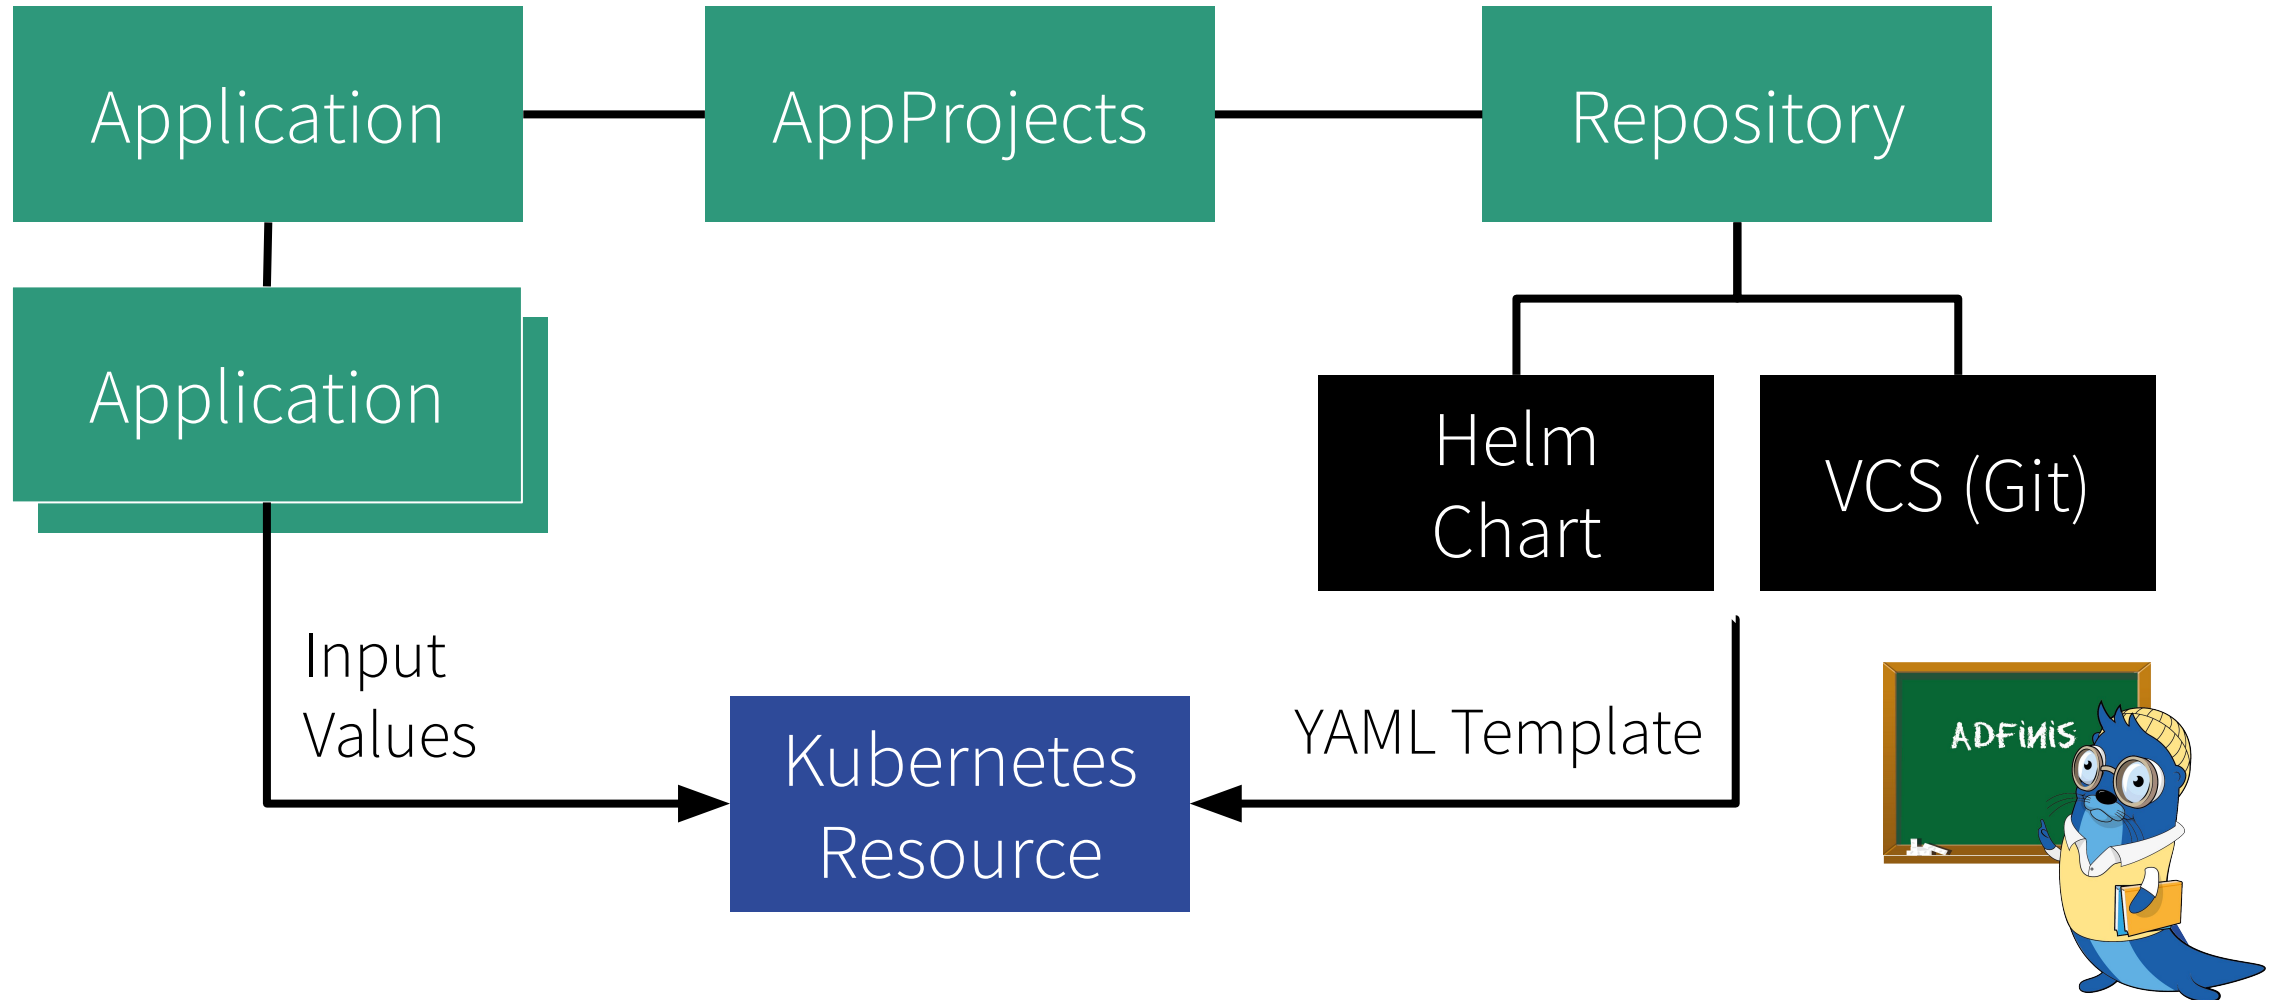 Application
AppProjects
Repository
Application
Helm
Chart
VCS (Git)
Input
Values
Kubernetes
Resource
YAML Template
ADFINIS